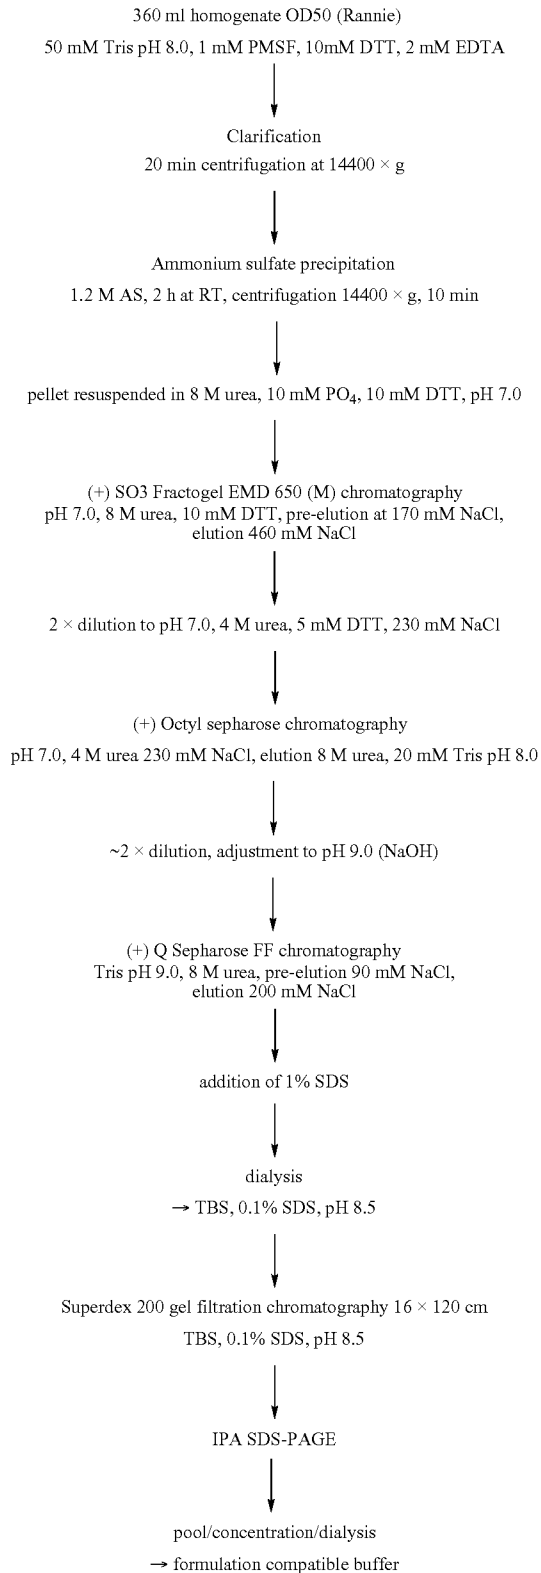 360 ml homogenate OD50 (Rannie)
50 mM Tris pH 8.0, 1 mM PMSF, 10mM DTT, 2 mM EDTA
Clarification
20 min centrifugation at 14400 × g
Ammonium sulfate precipitation
1.2 M AS, 2 h at RT, centrifugation 14400 × g, 10 min
pellet resuspended in 8 M urea, 10 mM PO₄, 10 mM DTT, pH 7.0
(+) SO3 Fractogel EMD 650 (M) chromatography
pH 7.0, 8 M urea, 10 mM DTT, pre-elution at 170 mM NaCl,
elution 460 mM NaCl
2 × dilution to pH 7.0, 4 M urea, 5 mM DTT, 230 mM NaCl
(+) Octyl sepharose chromatography
pH 7.0, 4 M urea 230 mM NaCl, elution 8 M urea, 20 mM Tris pH 8.0
~2 × dilution, adjustment to pH 9.0 (NaOH)
(+) Q Sepharose FF chromatography
Tris pH 9.0, 8 M urea, pre-elution 90 mM NaCl,
elution 200 mM NaCl
addition of 1% SDS
dialysis
→ TBS, 0.1% SDS, pH 8.5
Superdex 200 gel filtration chromatography 16 × 120 cm
TBS, 0.1% SDS, pH 8.5
IPA SDS-PAGE
pool/concentration/dialysis
→ formulation compatible buffer